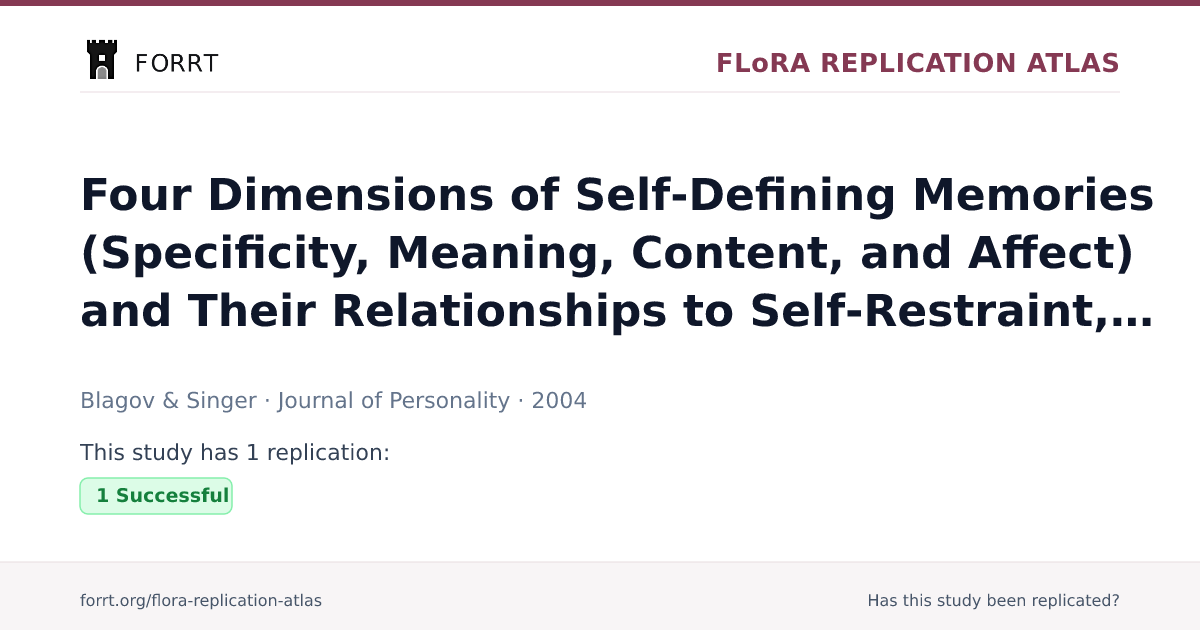 FORRT
FLoRA REPLICATION ATLAS
Four Dimensions of Self-Defining Memories
(Specificity, Meaning, Content, and Affect)
and Their Relationships to Self-Restraint,…
Blagov & Singer · Journal of Personality · 2004
This study has 1 replication:
1 Successful
forrt.org/flora-replication-atlas
Has this study been replicated?